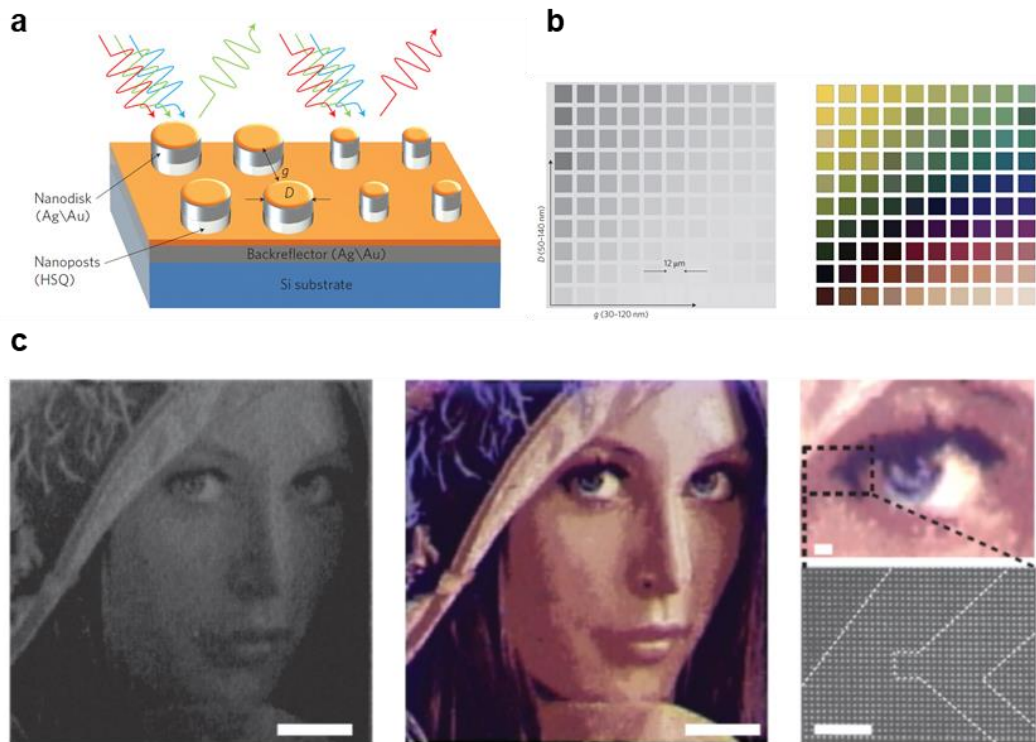 a
g
D
Nanodisk
(Ag\Au)
Nanoposts
(HSQ)
Backreflector (Ag\Au)
Si substrate
b
D (50-140 nm)
12 µm
g (30-120 nm)
c